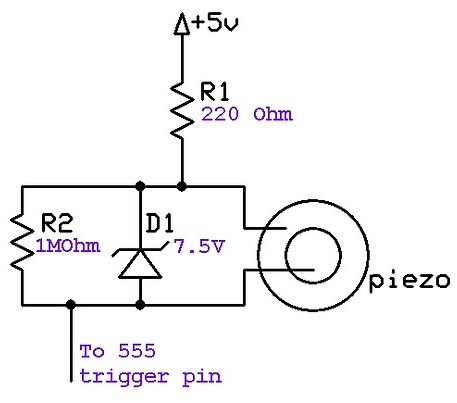 +5v
R1
220 Ohm
R2
1MOhm
D1
7.5V
piezo
To 555
trigger pin